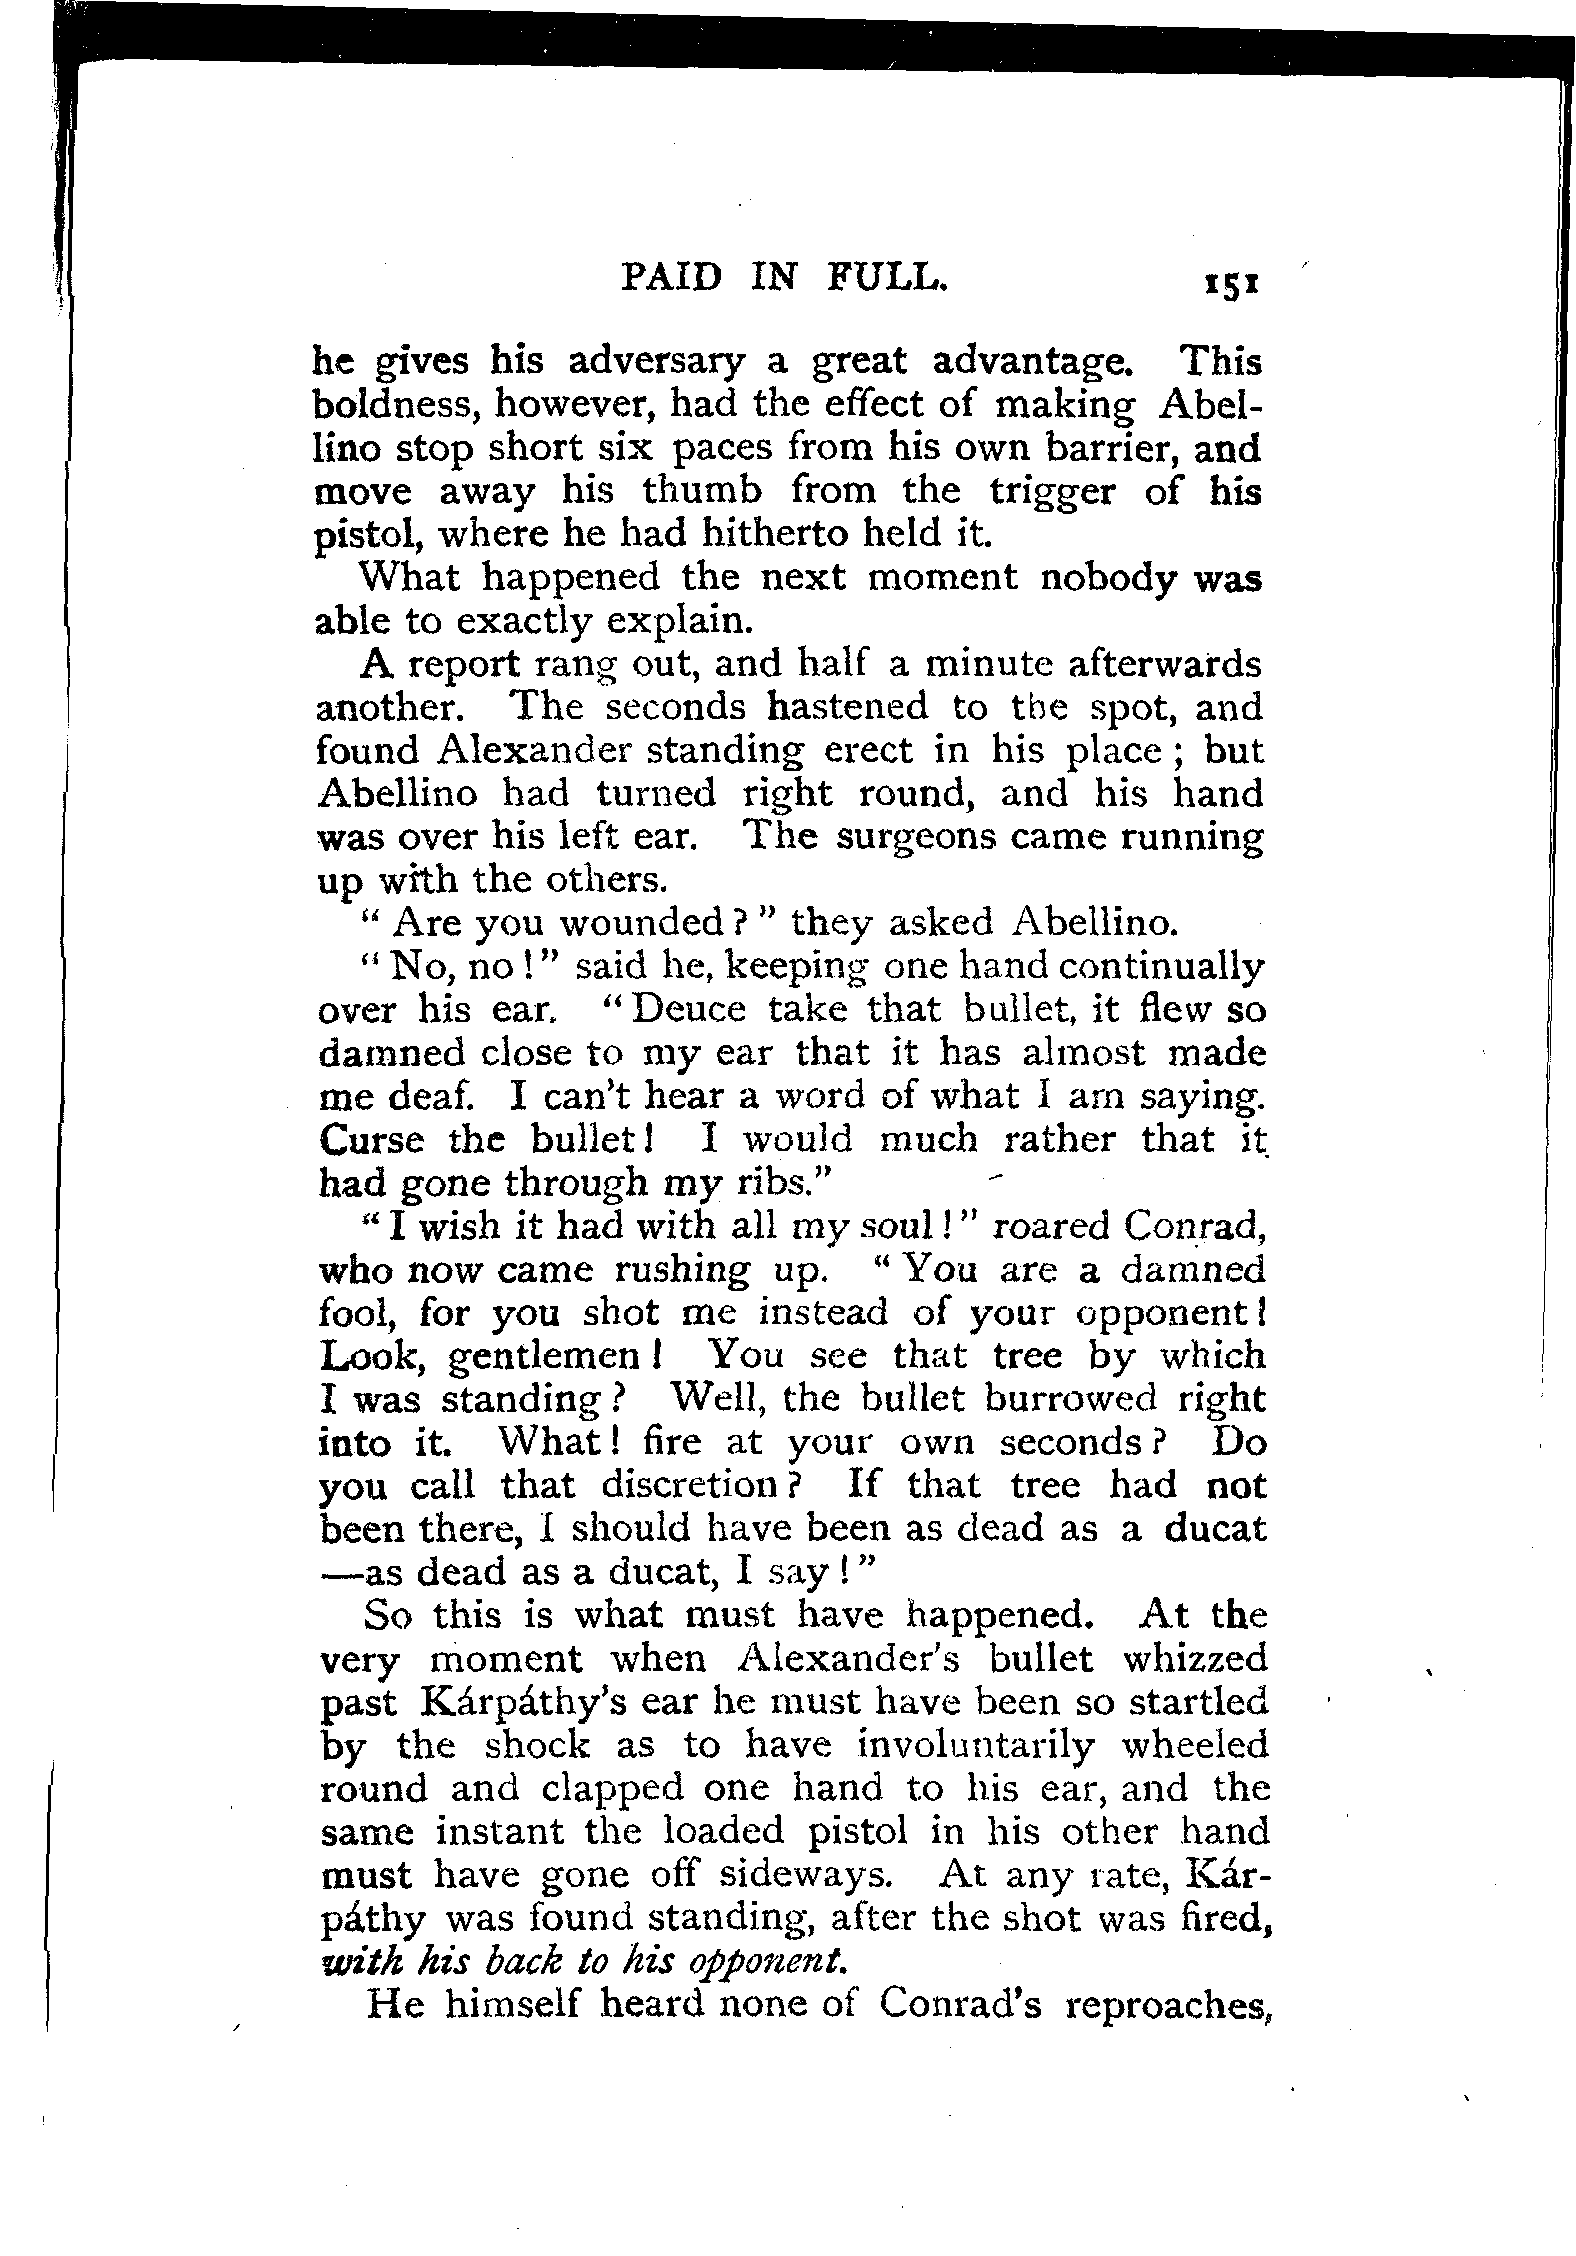 PAID IN FULL. 151
he gives his adversary a great advantage. This
boldness, however, had the effect of making Abel-
lino stop short six paces from his own barrier, and
move away his thumb from the trigger of his
pistol, where he had hitherto held it.
What happened the next moment nobody was
able to exactly explain.
A report rang out, and half a minute afterwards
another. The seconds hastened to the spot, and
found Alexander standing erect in his place ; but
Abellino had turned right round, and his hand
was over his left ear. The surgeons came running
up with the others.
“ Are you wounded ? ” they asked Abellino.
“ No, no ! ” said he, keeping one hand continually
over his ear. “ Deuce take that bullet, it flew so
damned close to my ear that it has almost made
me deaf. I can't hear a word of what I am saying.
Curse the bullet ! I would much rather that it
had gone through my ribs.”
“ I wish it had with all my soul ! ” roared Conrad,
who now came rushing up. “ You are a damned
fool, for you shot me instead of your opponent !
Look, gentlemen ! You see that tree by which
I was standing ? Well, the bullet burrowed right
into it. What ! fire at your own seconds ? Do
you call that discretion ? If that tree had not
been there, I should have been as dead as a ducat
—as dead as a ducat, I say ! ”
So this is what must have happened. At the
very moment when Alexander's bullet whizzed
past Kárpáthy's ear he must have been so startled
by the shock as to have involuntarily wheeled
round and clapped one hand to his ear, and the
same instant the loaded pistol in his other hand
must have gone off sideways. At any rate, Kár-
páthy was found standing, after the shot was fired,
with his back to his opponent.
He himself heard none of Conrad's reproaches,